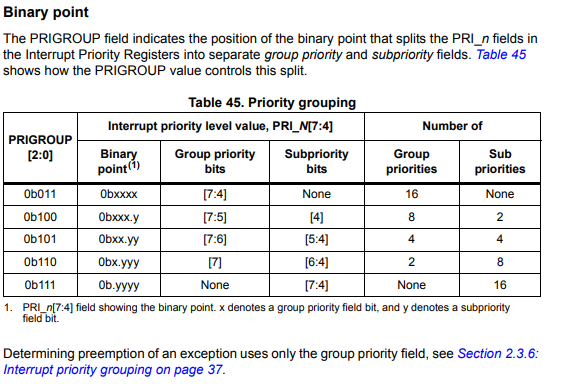 Binary point
The PRIGROUP field indicates the position of the binary point that splits the PRI_n fields in
the Interrupt Priority Registers into separate group priority and subpriority fields. Table 45
shows how the PRIGROUP value controls this split.
Table 45. Priority grouping
PRIGROUP [2:0] Interrupt priority level value, PRI_N[7:4] Number of
Binary point(1) Group priority bits Subpriority bits Group priorities Sub priorities
0b011 0bxxxx [7:4] None 16 None
0b100 0bxxx.y [7:5] [4] 8 2
0b101 0bxx.yy [7:6] [5:4] 4 4
0b110 0bx.yyy [7] [6:4] 2 8
0b111 0b.yyyy None [7:4] None 16
1. PRI_n[7:4] field showing the binary point. x denotes a group priority field bit, and y denotes a subpriority
field bit.
Determining preemption of an exception uses only the group priority field, see Section 2.3.6:
Interrupt priority grouping on page 37.